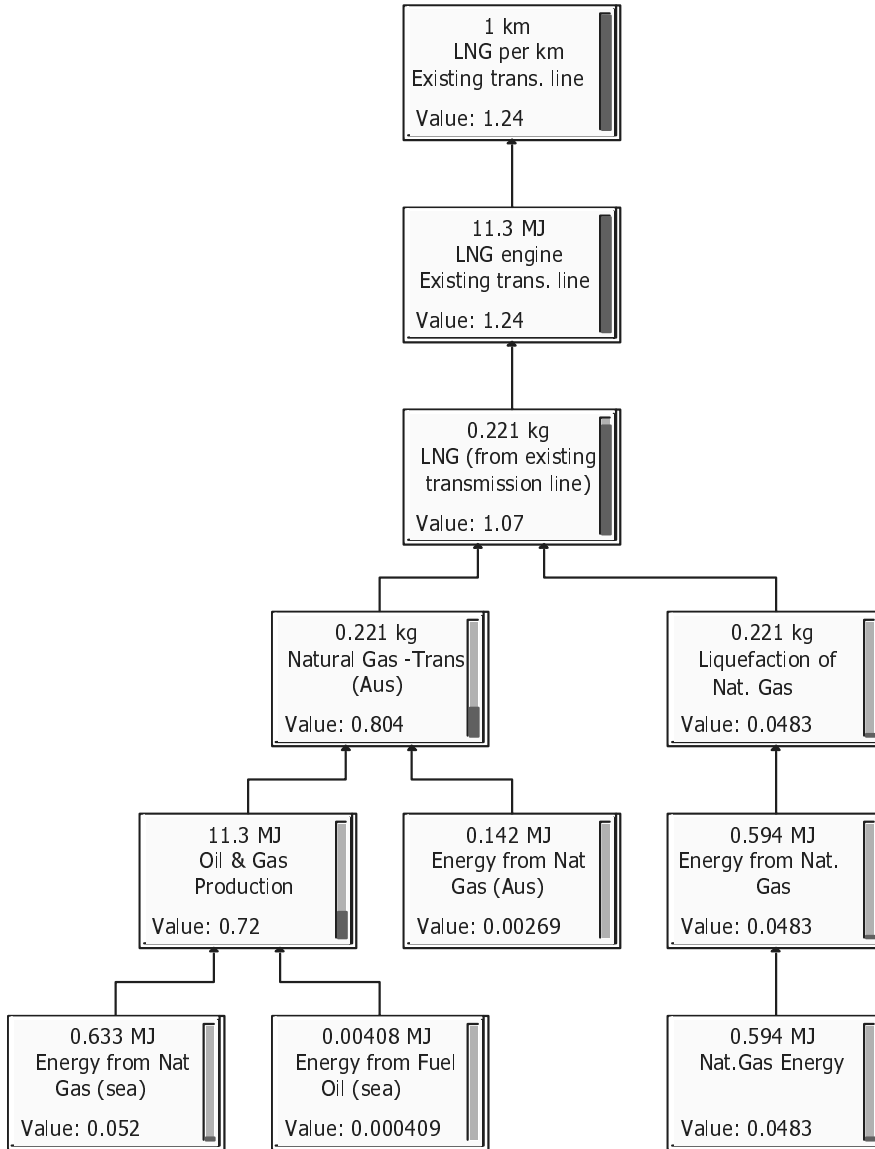 1 km
LNG per km
Existing trans. line
Value: 1.24
11.3 MJ
LNG engine
Existing trans. line
Value: 1.24
0.221 kg
LNG (from existing
transmission line)
Value: 1.07
0.221 kg
Natural Gas -Trans
(Aus)
Value: 0.804
0.221 kg
Liquefaction of
Nat. Gas
Value: 0.0483
11.3 MJ
Oil & Gas
Production
Value: 0.72
0.142 MJ
Energy from Nat
Gas (Aus)
Value: 0.00269
0.594 MJ
Energy from Nat.
Gas
Value: 0.0483
0.633 MJ
Energy from Nat
Gas (sea)
Value: 0.052
0.00408 MJ
Energy from Fuel
Oil (sea)
Value: 0.000409
0.594 MJ
Nat.Gas Energy
Value: 0.0483